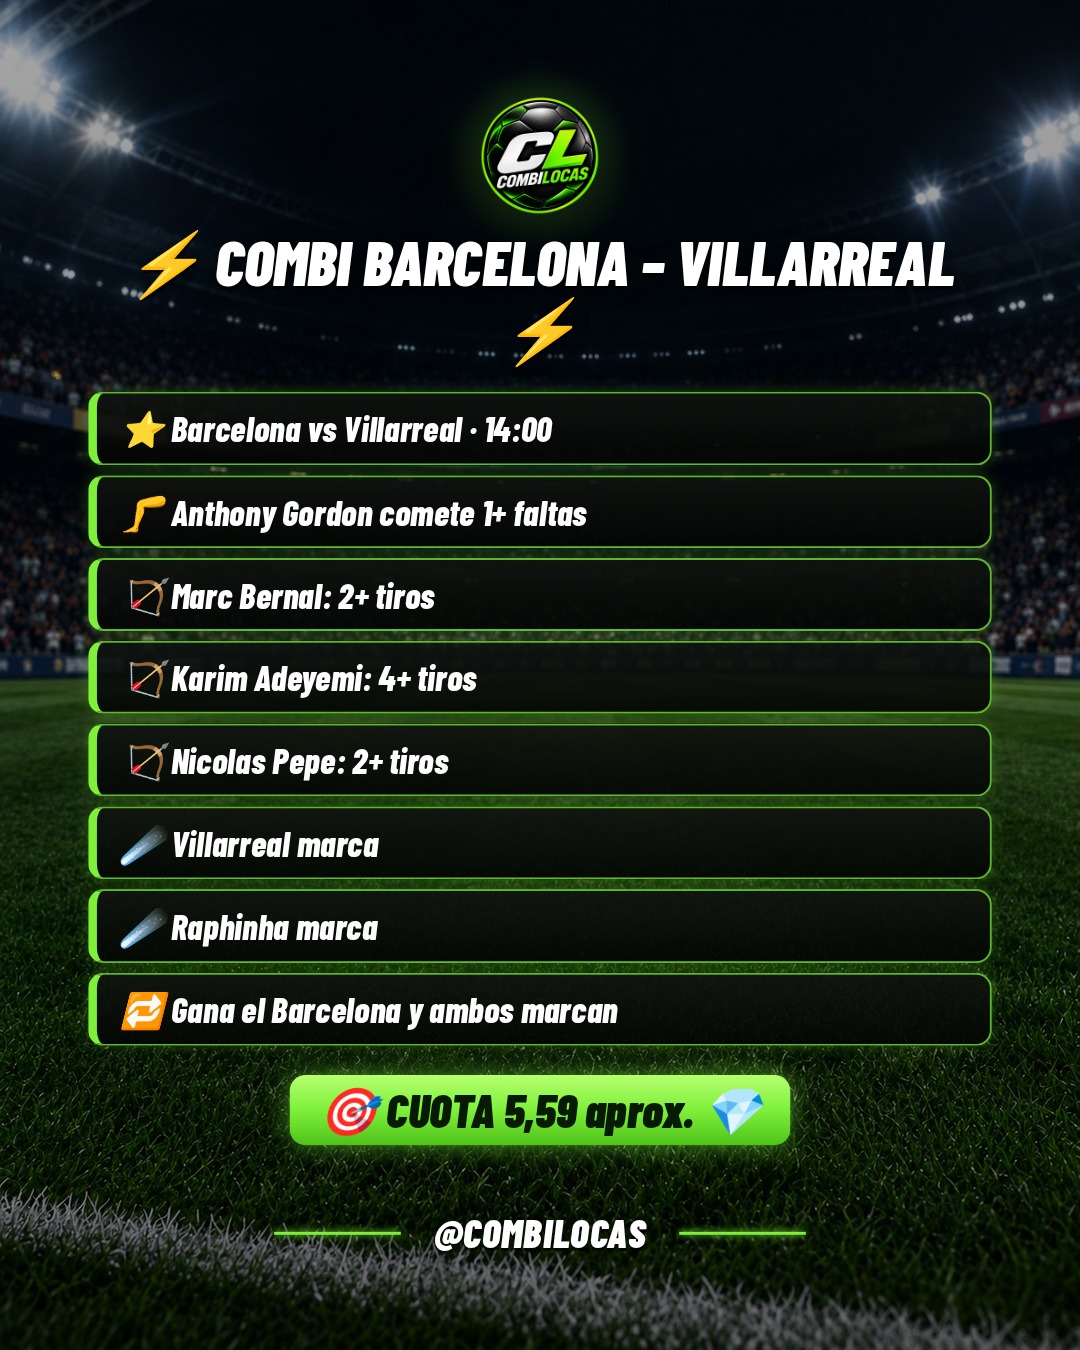 CL
COMBILOCAS
⚡ COMBI BARCELONA - VILLARREAL
⚡
⭐ Barcelona vs Villarreal · 14:00
🦵 Anthony Gordon comete 1+ faltas
🏹 Marc Bernal: 2+ tiros
🏹 Karim Adeyemi: 4+ tiros
🏹 Nicolas Pepe: 2+ tiros
☄️ Villarreal marca
☄️ Raphinha marca
🔁 Gana el Barcelona y ambos marcan
🎯 CUOTA 5,59 aprox. 💎
@COMBILOCAS